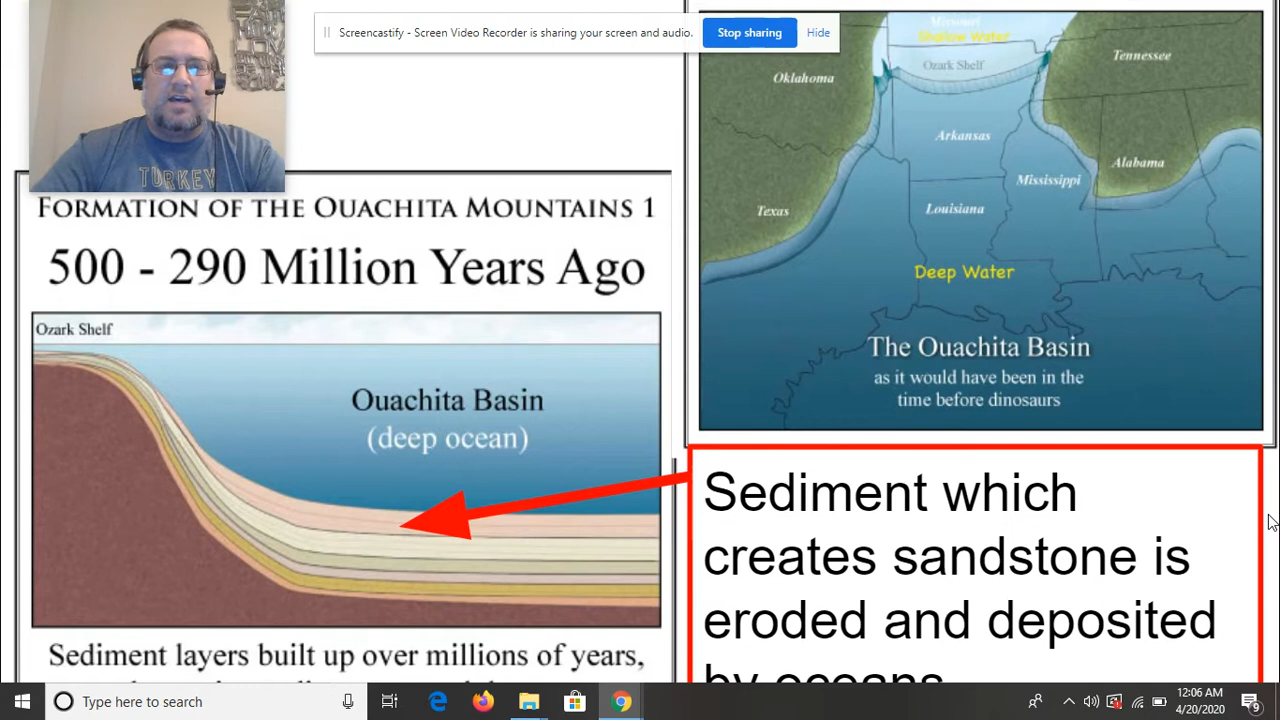 Screencastify - Screen Video Recorder is sharing your screen and audio.
Stop sharing
Hide
TURKEY
FORMATION OF THE OUACHITA MOUNTAINS 1
500 - 290 Million Years Ago
Ozark Shelf
Ouachita Basin
(deep ocean)
Sediment layers built up over millions of years,
Missouri
Shallow Water
Ozark Shelf
Oklahoma
Tennessee
Arkansas
Alabama
Mississippi
Texas
Louisiana
Deep Water
The Ouachita Basin
as it would have been in the
time before dinosaurs
Sediment which
creates sandstone is
eroded and deposited
by oceans
Type here to search
12:06 AM
4/20/2020
9